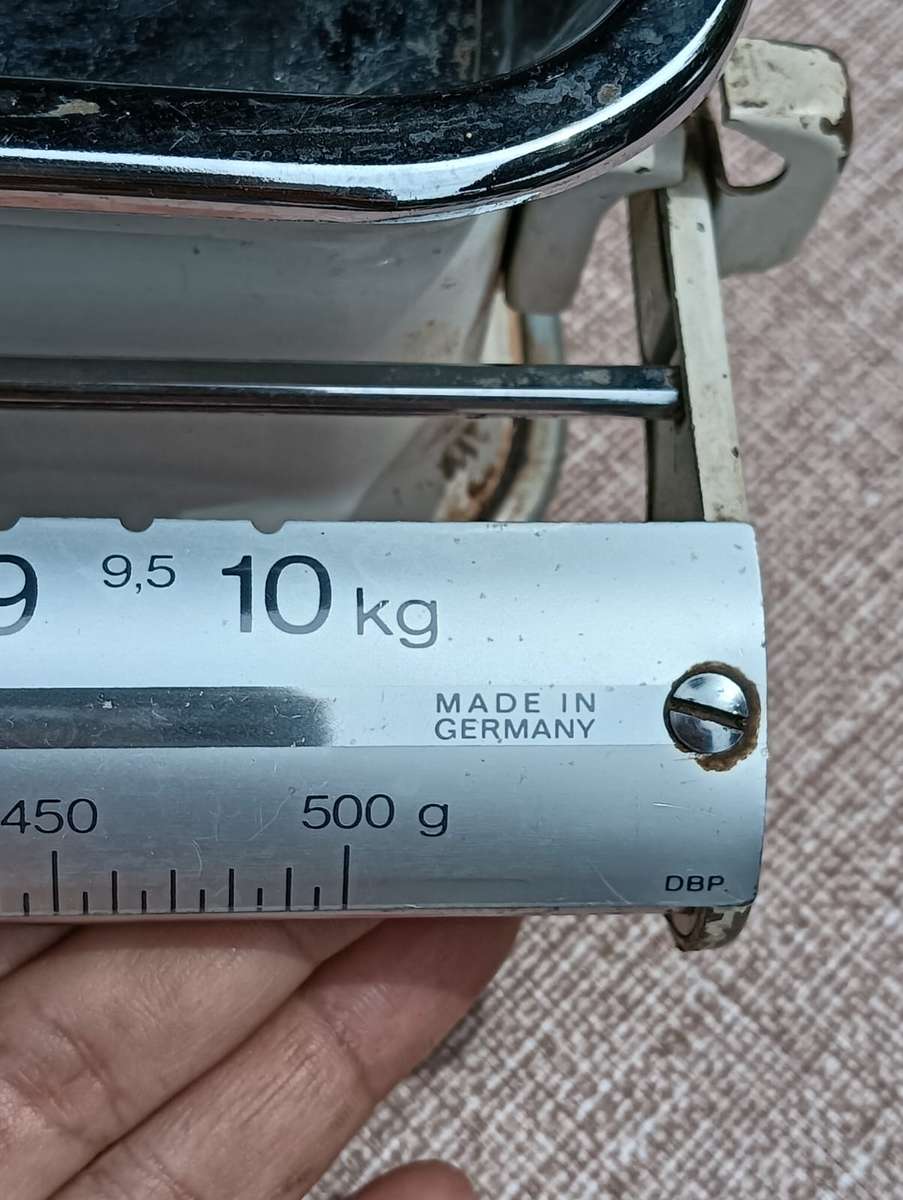 9 9,5 10 kg
MADE IN
GERMANY
450 500 g
DBP.